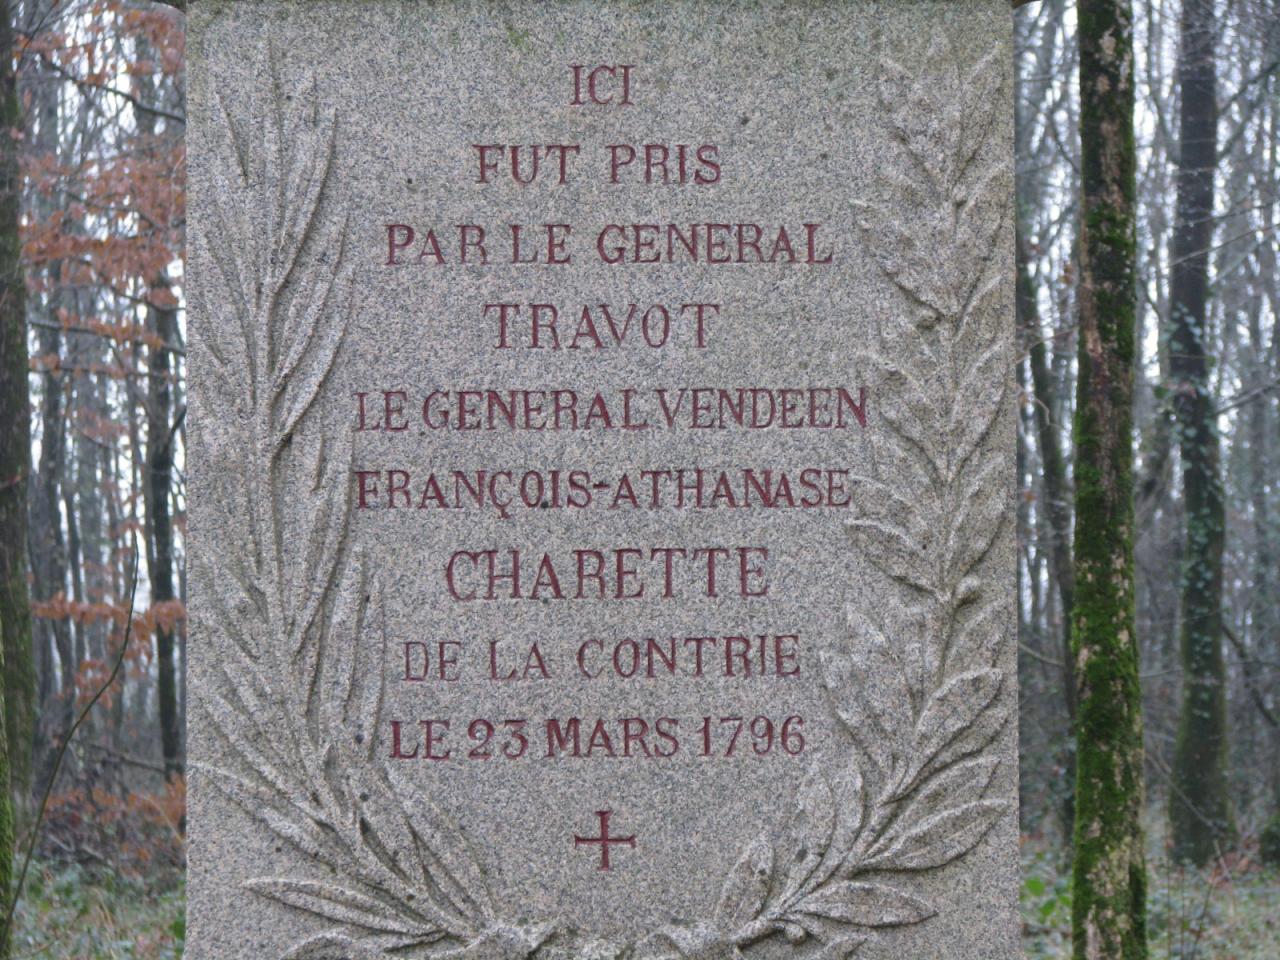 ICI
FUT PRIS
PAR LE GENERAL
TRAVOT
LE GENERAL VENDEEN
FRANÇOIS-ATHANASE
CHARETTE
DE LA CONTRIE
LE 23 MARS 1796